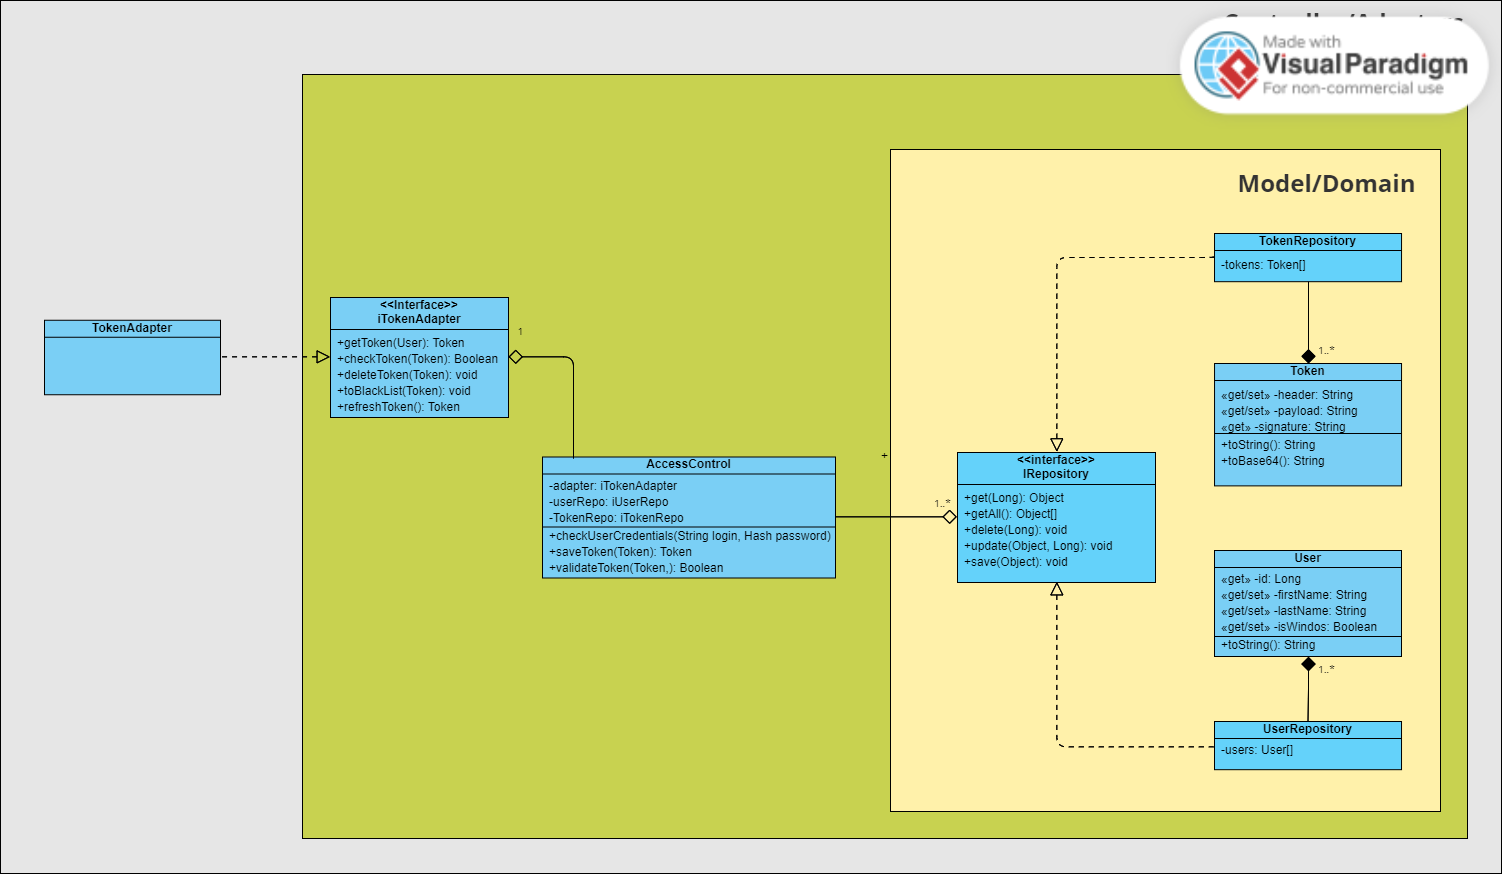 Made with
Visual Paradigm
For non-commercial use
Model/Domain
TokenAdapter
<<Interface>>
iTokenAdapter
+getToken(User): Token
+checkToken(Token): Boolean
+deleteToken(Token): void
+toBlackList(Token): void
+refreshToken(): Token
1
AccessControl
-adapter: iTokenAdapter
-userRepo: iUserRepo
-TokenRepo: iTokenRepo
+checkUserCredentials(String login, Hash password)
+saveToken(Token): Token
+validateToken(Token,): Boolean
+
1..*
<<interface>>
IRepository
+get(Long): Object
+getAll(): Object[]
+delete(Long): void
+update(Object, Long): void
+save(Object): void
TokenRepository
-tokens: Token[]
1..*
Token
«get/set» -header: String
«get/set» -payload: String
«get» -signature: String
+toString(): String
+toBase64(): String
User
«get» -id: Long
«get/set» -firstName: String
«get/set» -lastName: String
«get/set» -isWindos: Boolean
+toString(): String
1..*
UserRepository
-users: User[]